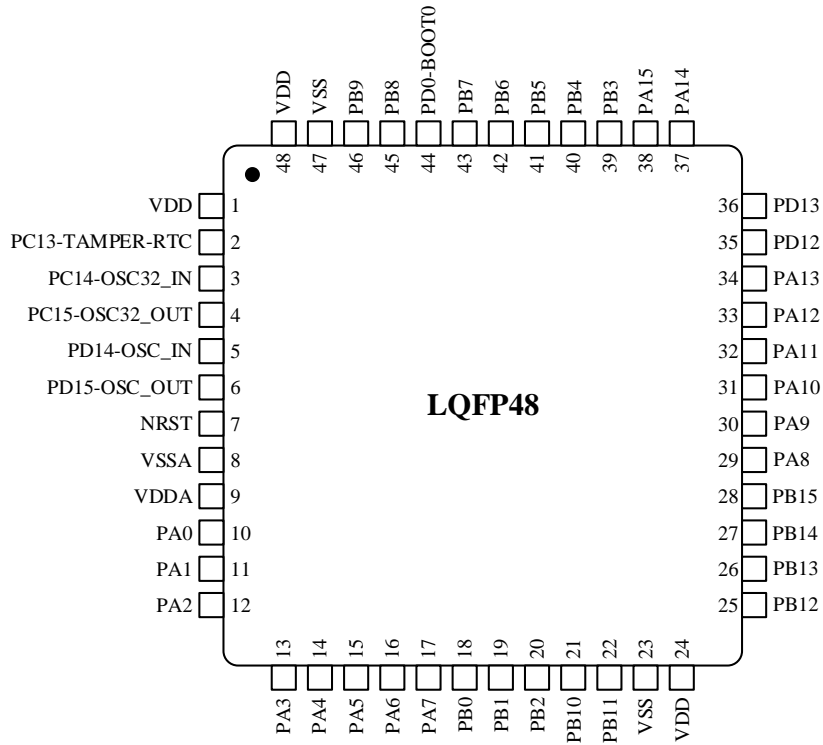 VDD
VSS
PB9
PB8
PD0-BOOT0
PB7
PB6
PB5
PB4
PB3
PA15
PA14
48
47
46
45
44
43
42
41
40
39
38
37
VDD 1
PC13-TAMPER-RTC 2
PC14-OSC32_IN 3
PC15-OSC32_OUT 4
PD14-OSC_IN 5
PD15-OSC_OUT 6
NRST 7
VSSA 8
VDDA 9
PA0 10
PA1 11
PA2 12
LQFP48
36 PD13
35 PD12
34 PA13
33 PA12
32 PA11
31 PA10
30 PA9
29 PA8
28 PB15
27 PB14
26 PB13
25 PB12
13
14
15
16
17
18
19
20
21
22
23
24
PA3
PA4
PA5
PA6
PA7
PB0
PB1
PB2
PB10
PB11
VSS
VDD